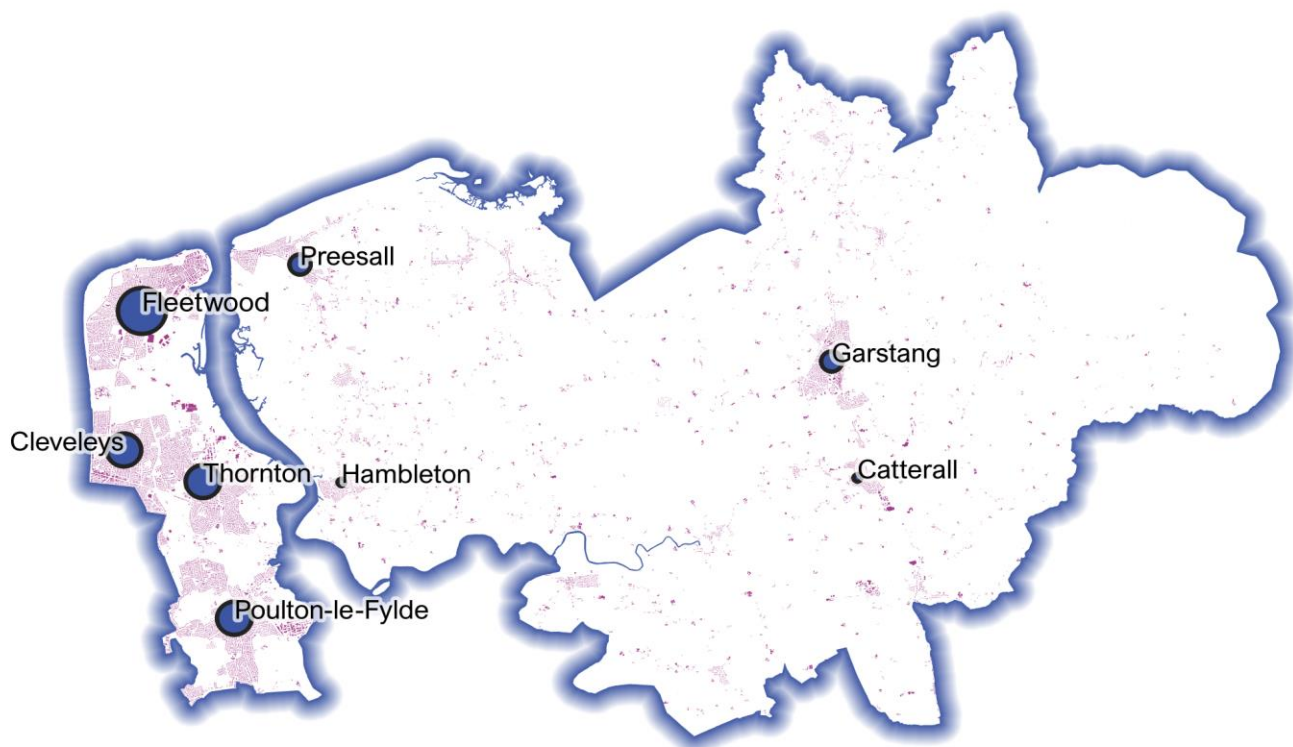 Preesall
Fleetwood
Garstang
Cleveleys
Thornton
Hambleton
Catterall
Poulton-le-Fylde